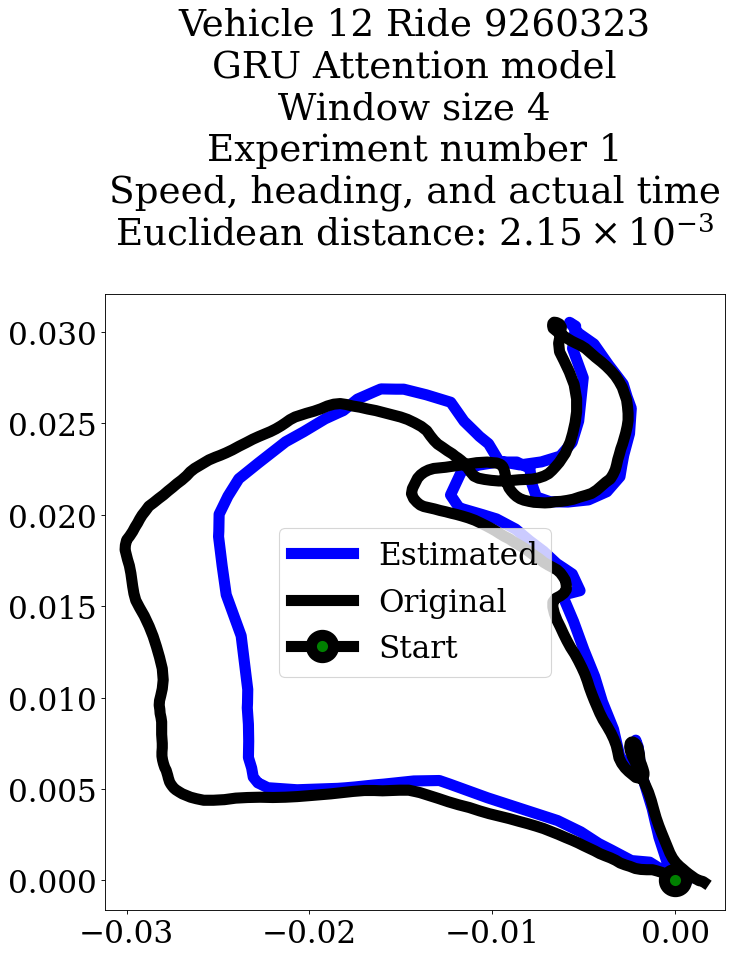 Vehicle 12 Ride 9260323
GRU Attention model
Window size 4
Experiment number 1
Speed, heading, and actual time
Euclidean distance: 2.15 × 10⁻³
0.030
0.025
0.020
0.015
0.010
0.005
0.000
Estimated
Original
Start
−0.03 −0.02 −0.01 0.00